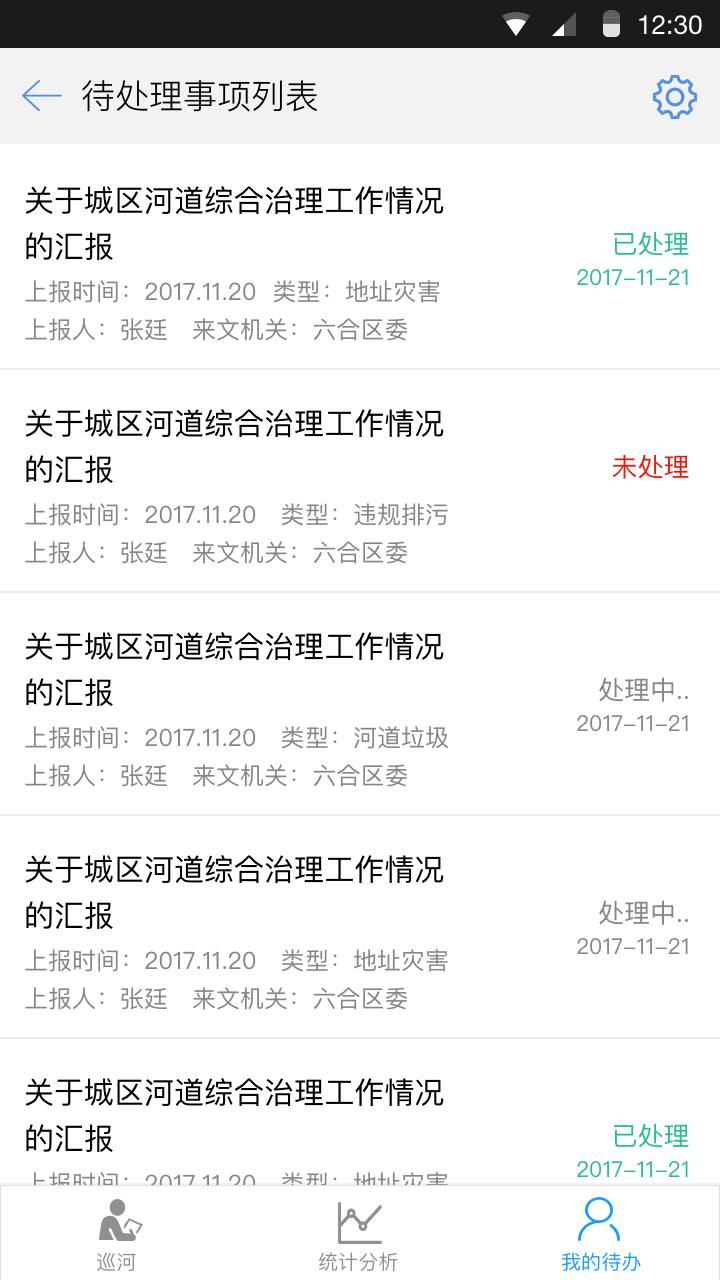 12:30
待处理事项列表
关于城区河道综合治理工作情况
的汇报
已处理
2017-11-21
上报时间：2017.11.20 类型：地址灾害
上报人：张廷 来文机关：六合区委
关于城区河道综合治理工作情况
的汇报
未处理
上报时间：2017.11.20 类型：违规排污
上报人：张廷 来文机关：六合区委
关于城区河道综合治理工作情况
的汇报
处理中..
2017-11-21
上报时间：2017.11.20 类型：河道垃圾
上报人：张廷 来文机关：六合区委
关于城区河道综合治理工作情况
的汇报
处理中..
2017-11-21
上报时间：2017.11.20 类型：地址灾害
上报人：张廷 来文机关：六合区委
关于城区河道综合治理工作情况
的汇报
已处理
2017-11-21
上报时间：2017.11.20 类型：地址灾害
巡河
统计分析
我的待办